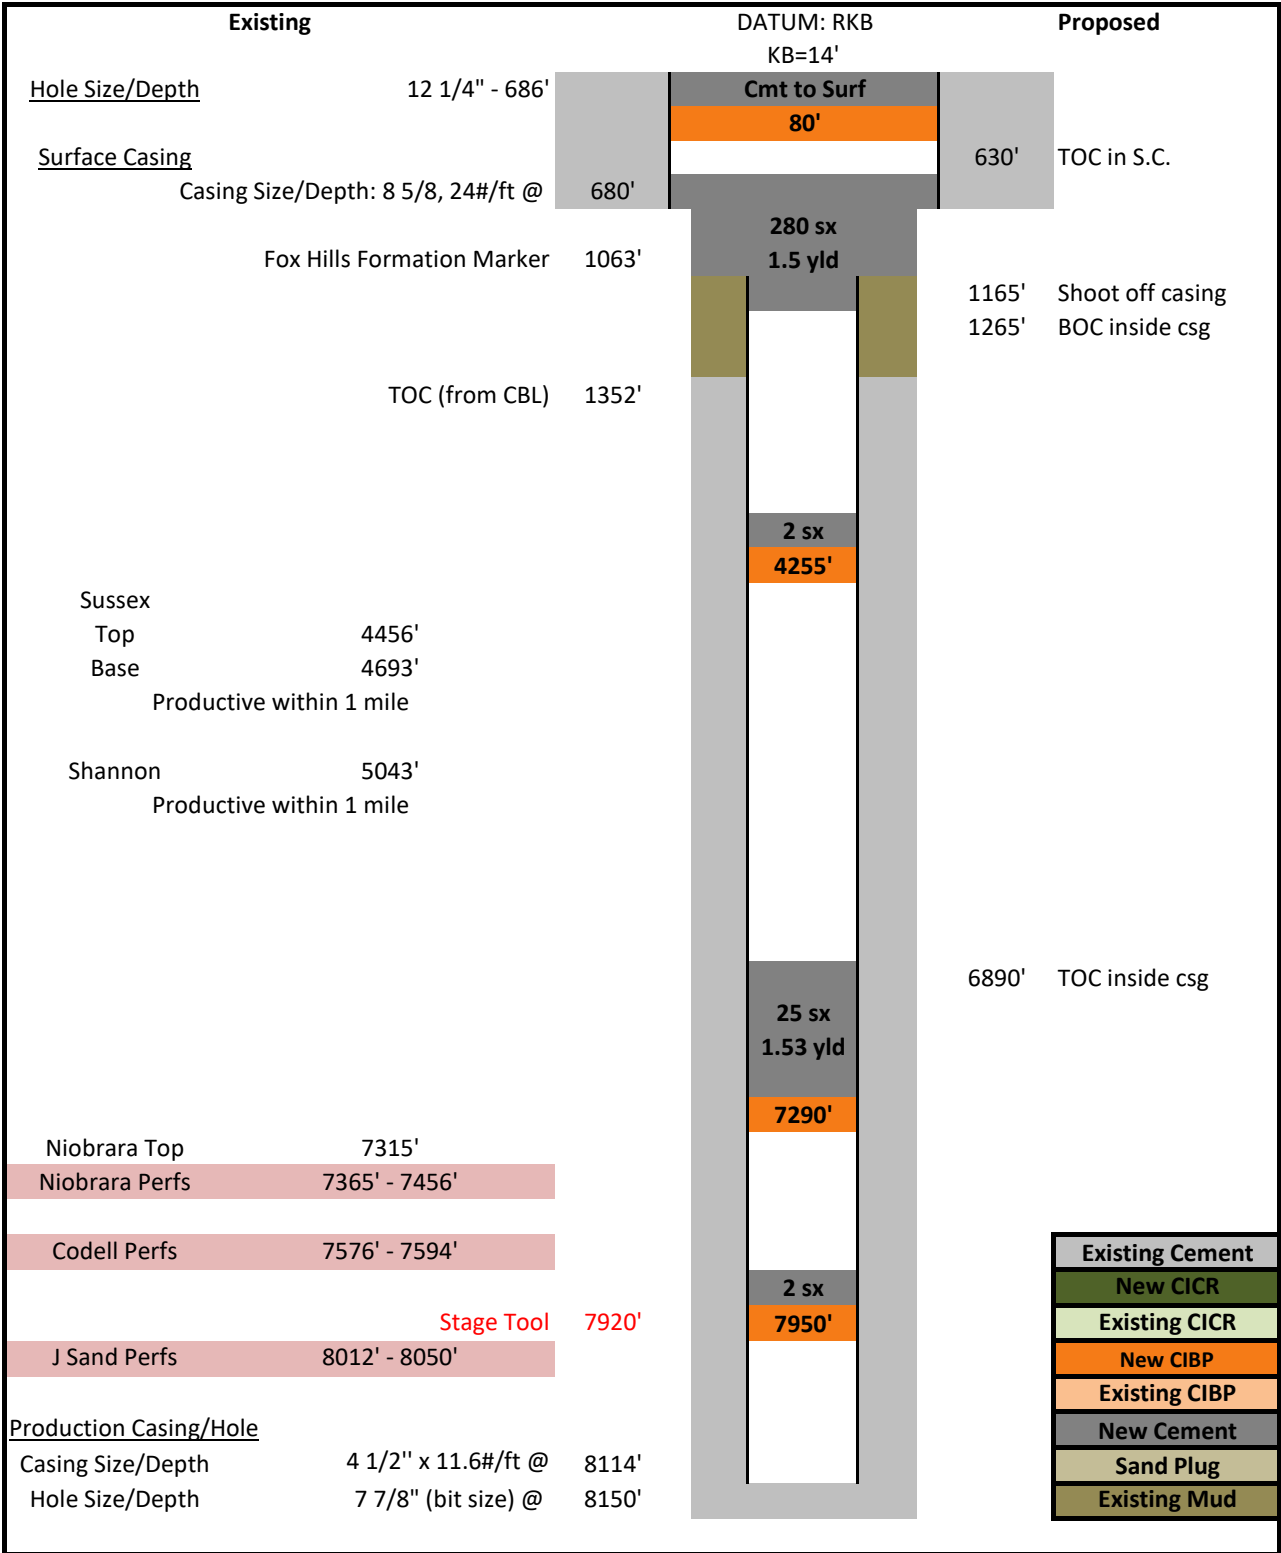 Existing DATUM: RKB Proposed
KB=14'
Hole Size/Depth 12 1/4" - 686' Cmt to Surf
80'
Surface Casing 630' TOC in S.C.
Casing Size/Depth: 8 5/8, 24#/ft @ 680'
280 sx
Fox Hills Formation Marker 1063' 1.5 yld
1165' Shoot off casing
1265' BOC inside csg
TOC (from CBL) 1352'
2 sx
4255'
Sussex
Top 4456'
Base 4693'
Productive within 1 mile
Shannon 5043'
Productive within 1 mile
6890' TOC inside csg
25 sx
1.53 yld
7290'
Niobrara Top 7315'
Niobrara Perfs 7365' - 7456'
Codell Perfs 7576' - 7594'
Existing Cement
2 sx New CICR
Stage Tool 7920' 7950' Existing CICR
J Sand Perfs 8012' - 8050' New CIBP
Existing CIBP
Production Casing/Hole New Cement
Casing Size/Depth 4 1/2'' x 11.6#/ft @ 8114' Sand Plug
Hole Size/Depth 7 7/8" (bit size) @ 8150' Existing Mud